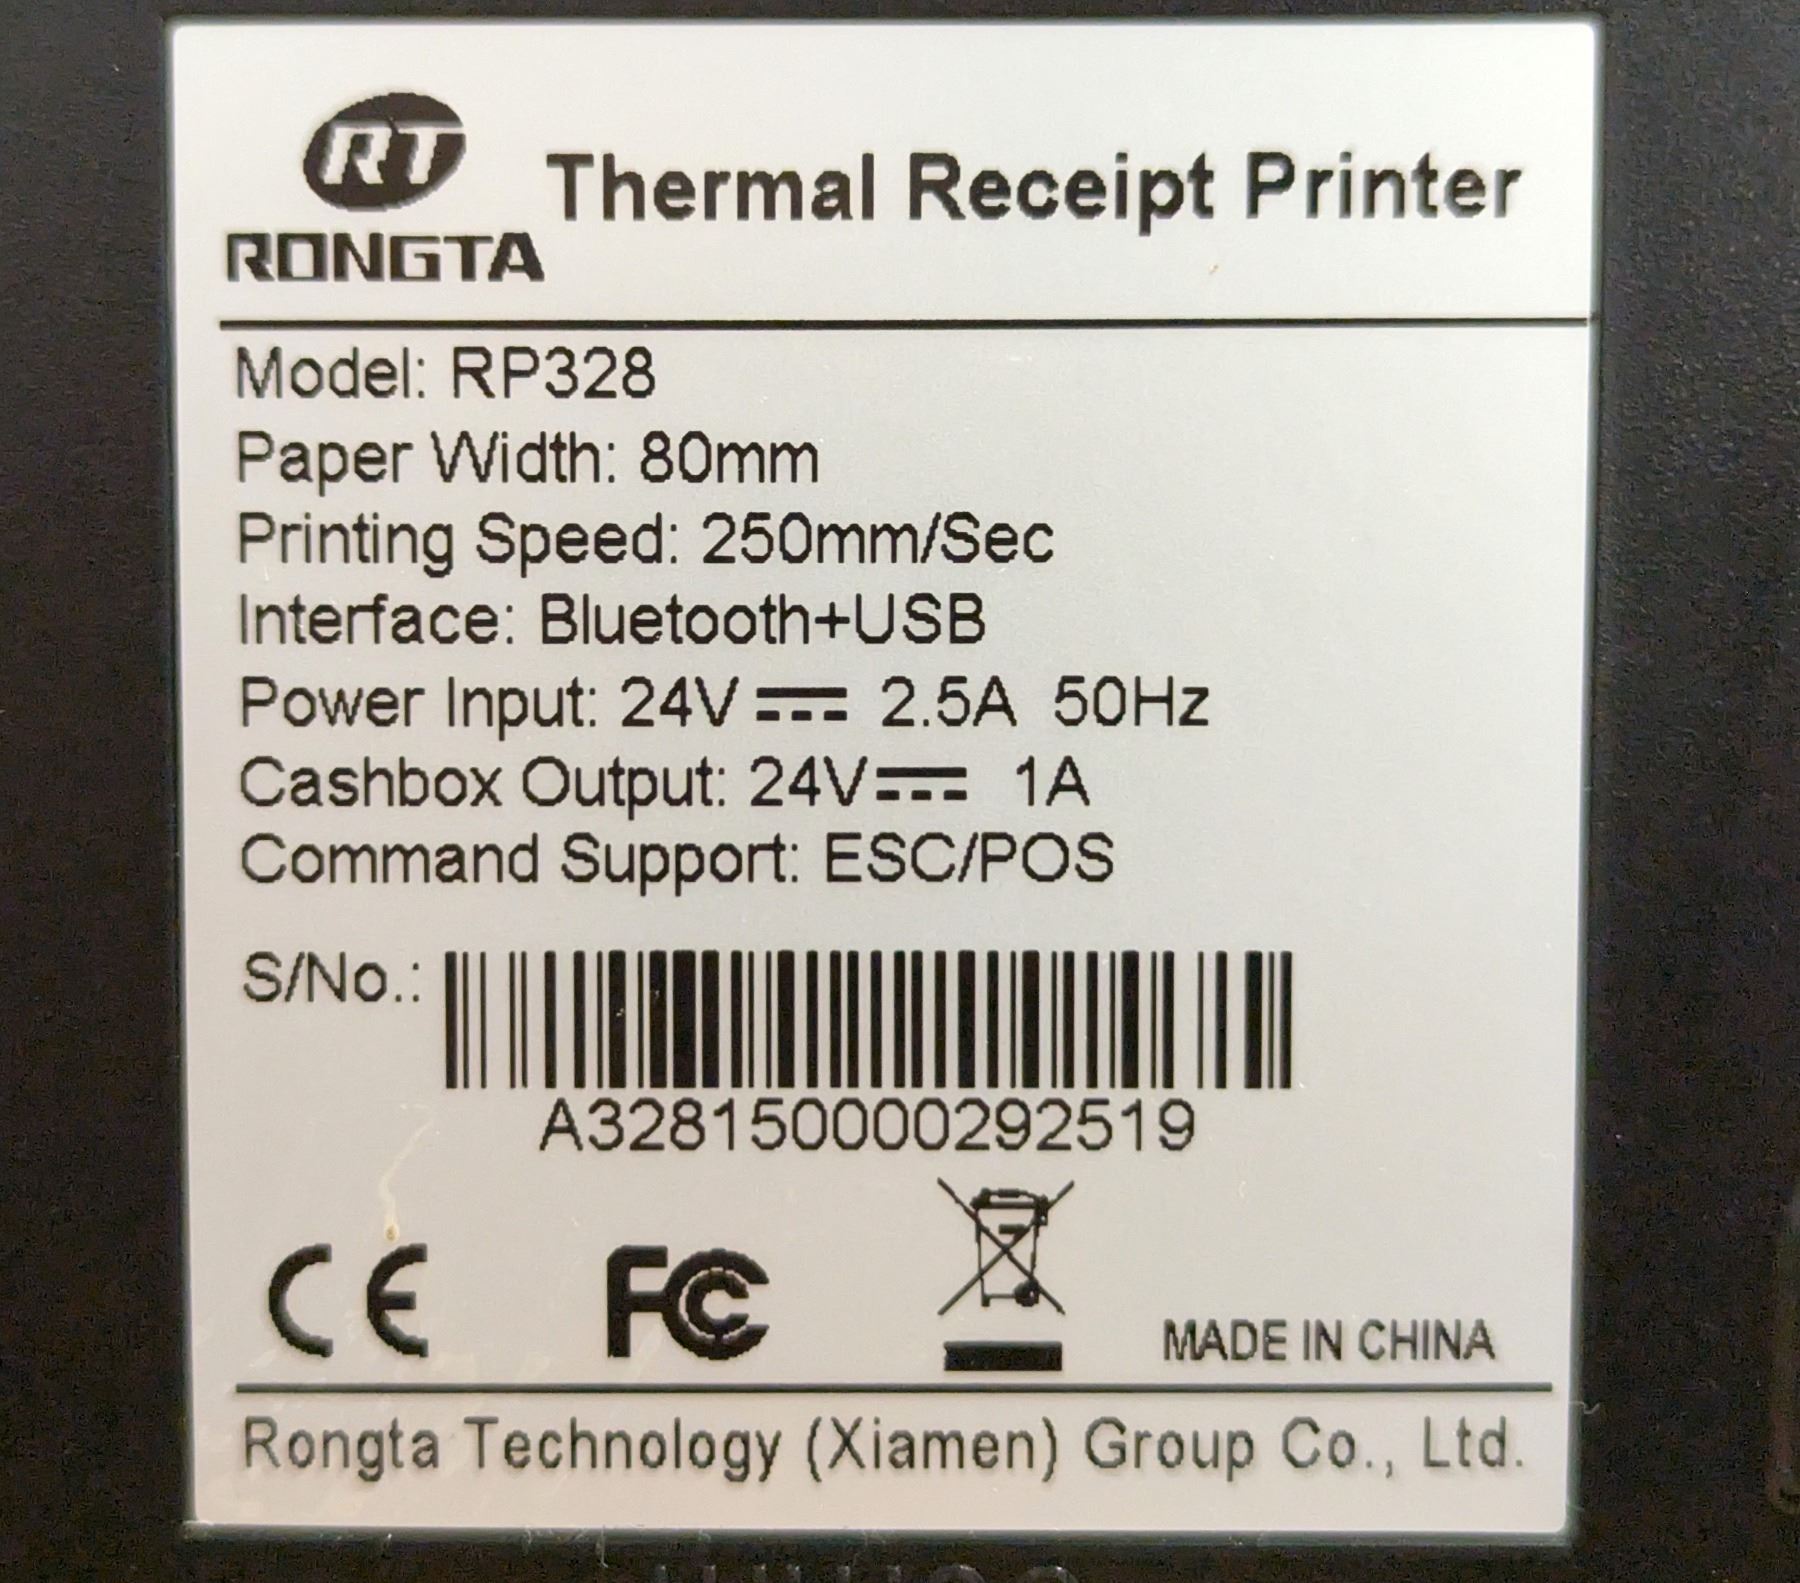 RT
RONGTA
Thermal Receipt Printer
Model: RP328
Paper Width: 80mm
Printing Speed: 250mm/Sec
Interface: Bluetooth+USB
Power Input: 24V ⎓ 2.5A 50Hz
Cashbox Output: 24V ⎓ 1A
Command Support: ESC/POS
S/No.:
A328150000292519
CE FC
MADE IN CHINA
Rongta Technology (Xiamen) Group Co., Ltd.